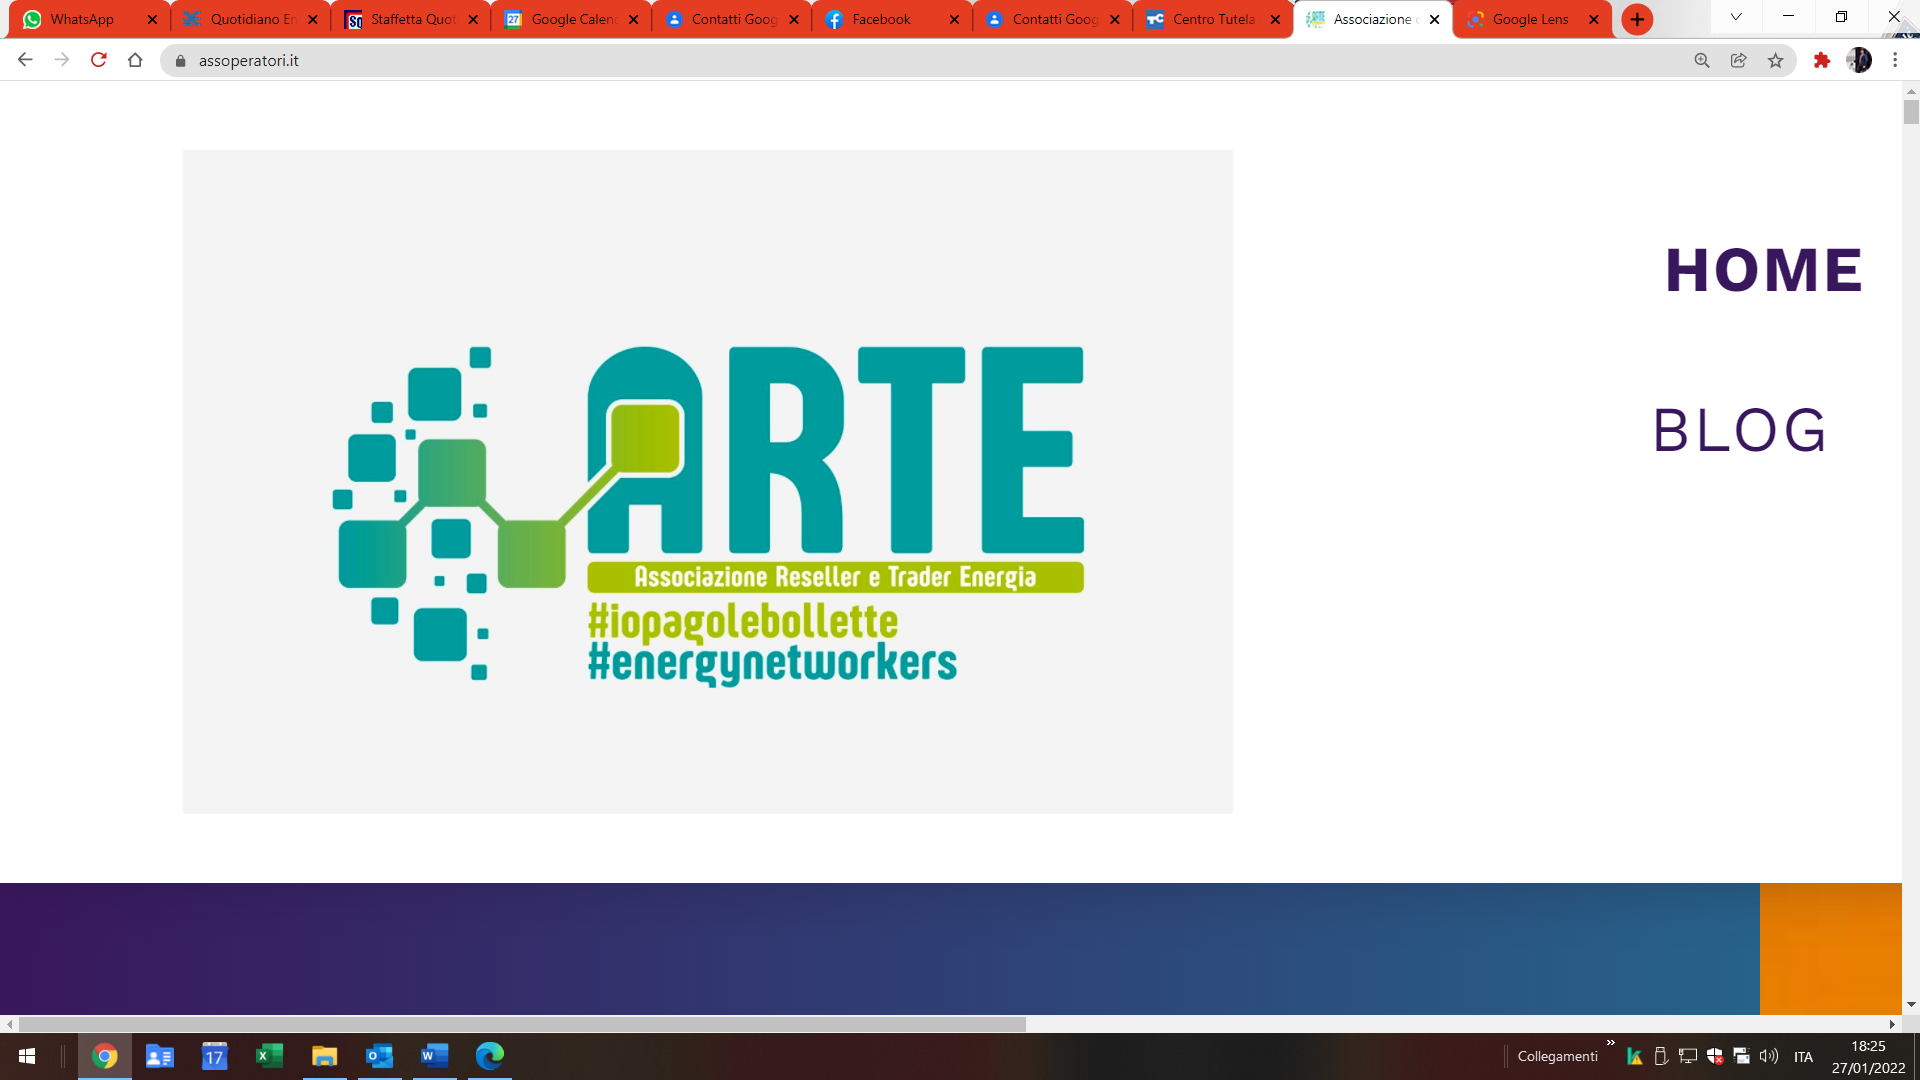 WhatsApp
Quotidiano En
Staffetta Quot
Google Calend
Contatti Goog
Facebook
Contatti Goog
Centro Tutela
Associazione
Google Lens
assoperatori.it
HOME
BLOG
ARTE
Associazione Reseller e Trader Energia
#iopagolebollette
#energynetworkers
Collegamenti
ITA
18:25
27/01/2022